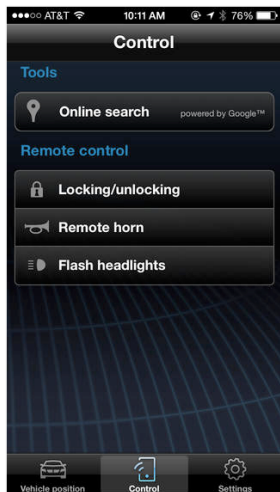 AT&T 10:11 AM 76%
Control
Tools
Online search powered by Google™
Remote control
Locking/unlocking
Remote horn
Flash headlights
Vehicle position Control Settings